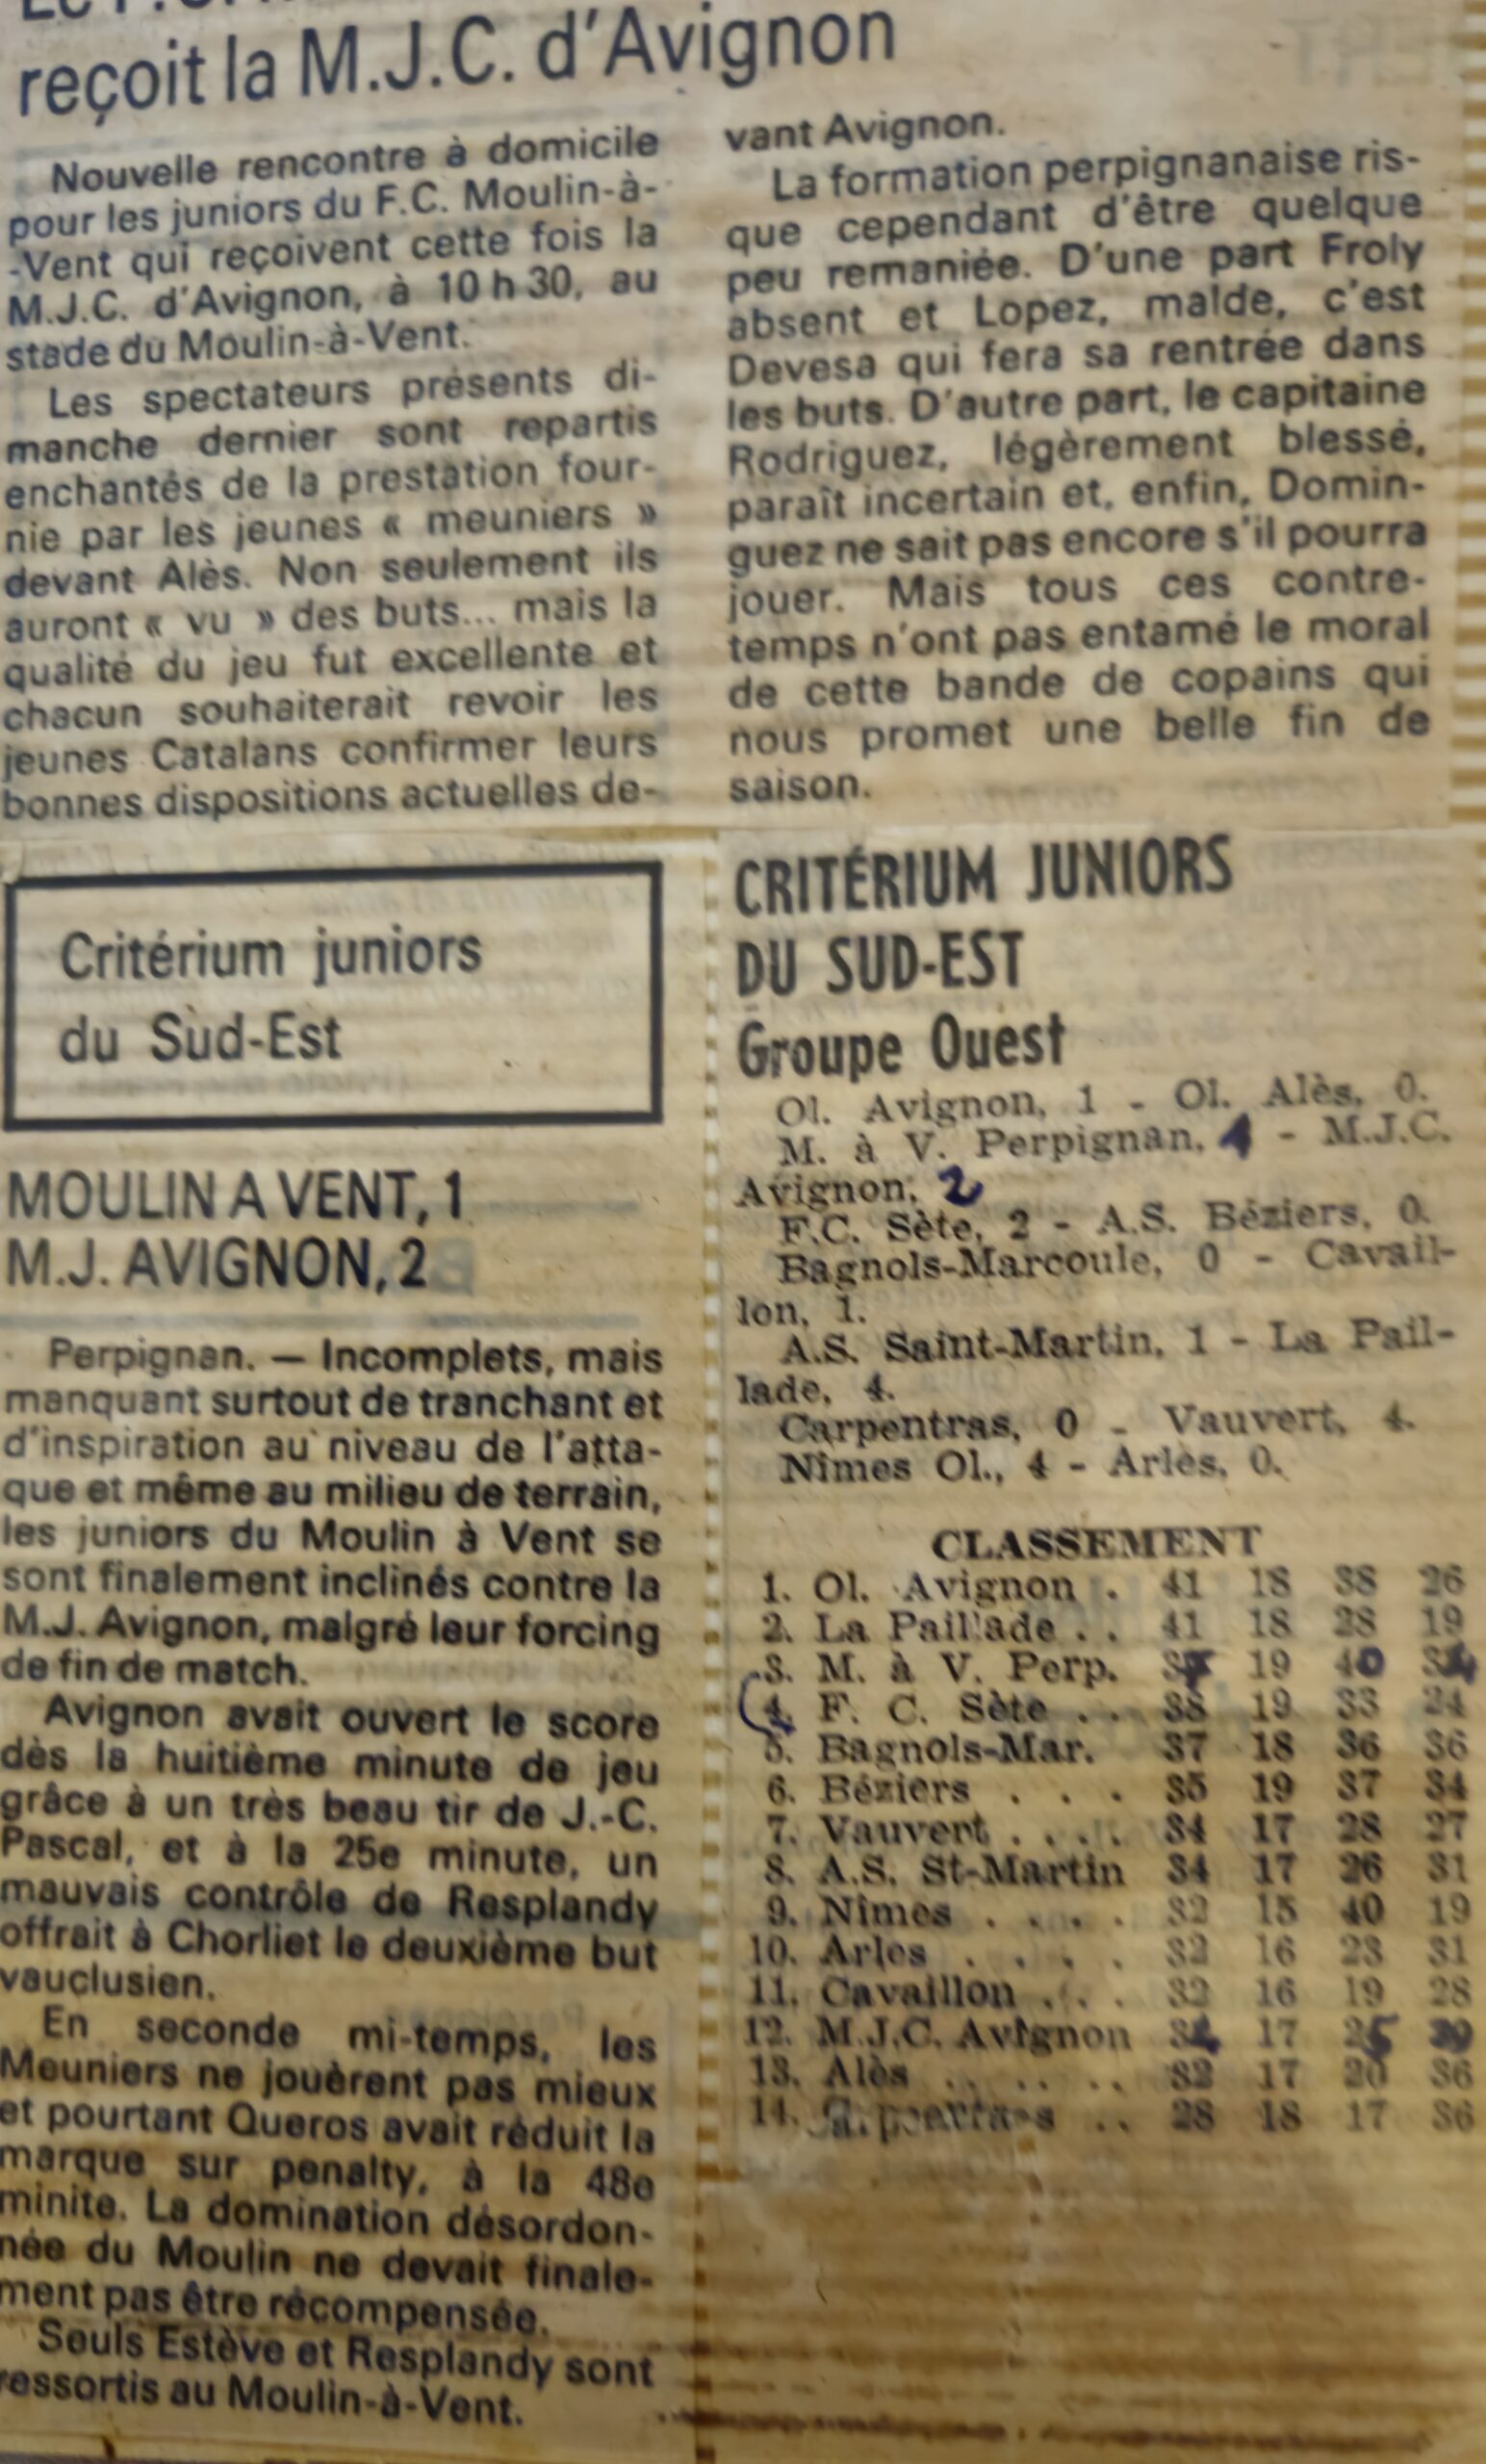 reçoit la M.J.C. d'Avignon
Nouvelle rencontre à domicile
pour les juniors du F.C. Moulin-à-
-Vent qui reçoivent cette fois la
M.J.C. d'Avignon, à 10 h 30, au
stade du Moulin-à-Vent.
Les spectateurs présents di-
manche dernier sont repartis
enchantés de la prestation four-
nie par les jeunes « meuniers »
devant Alès. Non seulement ils
auront « vu » des buts... mais la
qualité du jeu fut excellente et
chacun souhaiterait revoir les
jeunes Catalans confirmer leurs
bonnes dispositions actuelles de-
vant Avignon.
La formation perpignanaise ris-
que cependant d'être quelque
peu remaniée. D'une part Froly
absent et Lopez, malde, c'est
Devesa qui fera sa rentrée dans
les buts. D'autre part, le capitaine
Rodriguez, légèrement blessé,
paraît incertain et, enfin, Domin-
guez ne sait pas encore s'il pourra
jouer. Mais tous ces contre-
temps n'ont pas entamé le moral
de cette bande de copains qui
nous promet une belle fin de
saison.
Critérium juniors
du Sud-Est
MOULIN A VENT, 1
M.J. AVIGNON, 2
Perpignan. — Incomplets, mais
manquant surtout de tranchant et
d'inspiration au niveau de l'atta-
que et même au milieu de terrain,
les juniors du Moulin à Vent se
sont finalement inclinés contre la
M.J. Avignon, malgré leur forcing
de fin de match.
Avignon avait ouvert le score
dès la huitième minute de jeu
grâce à un très beau tir de J.-C.
Pascal, et à la 25e minute, un
mauvais contrôle de Resplandy
offrait à Chorliet le deuxième but
vauclusien.
En seconde mi-temps, les
Meuniers ne jouèrent pas mieux
et pourtant Queros avait réduit la
marque sur penalty, à la 48e
minite. La domination désordon-
née du Moulin ne devait finale-
ment pas être récompensée.
Seuls Estève et Resplandy sont
ressortis au Moulin-à-Vent.
CRITÉRIUM JUNIORS
DU SUD-EST
Groupe Ouest
Ol. Avignon, 1 - Ol. Alès, 0.
M. à V. Perpignan, 1 - M.J.C.
Avignon, 2
F.C. Sète, 2 - A.S. Béziers, 0.
Bagnols-Marcoule, 0 - Cavail-
lon, 1.
A.S. Saint-Martin, 1 - La Pail-
lade, 4.
Carpentras, 0 - Vauvert, 4.
Nîmes Ol., 4 - Arles, 0.
CLASSEMENT
1. Ol. Avignon . 41 18 38 26
2. La Paillade . . 41 18 28 19
3. M. à V. Perp. 19 40
4. F. C. Sète . . 38 19 33 24
5. Bagnols-Mar. 37 18 36 36
6. Béziers . . . 35 19 37 34
7. Vauvert . . . . 34 17 28 27
8. A.S. St-Martin 34 17 26 31
9. Nîmes . . . . 32 15 40 19
10. Arles . . . . 32 16 23 31
11. Cavaillon . . . 32 16 19 28
12. M.J.C. Avignon 17 25
13. Alès .. .. .. 32 17 20 36
14. .. 28 18 17 36